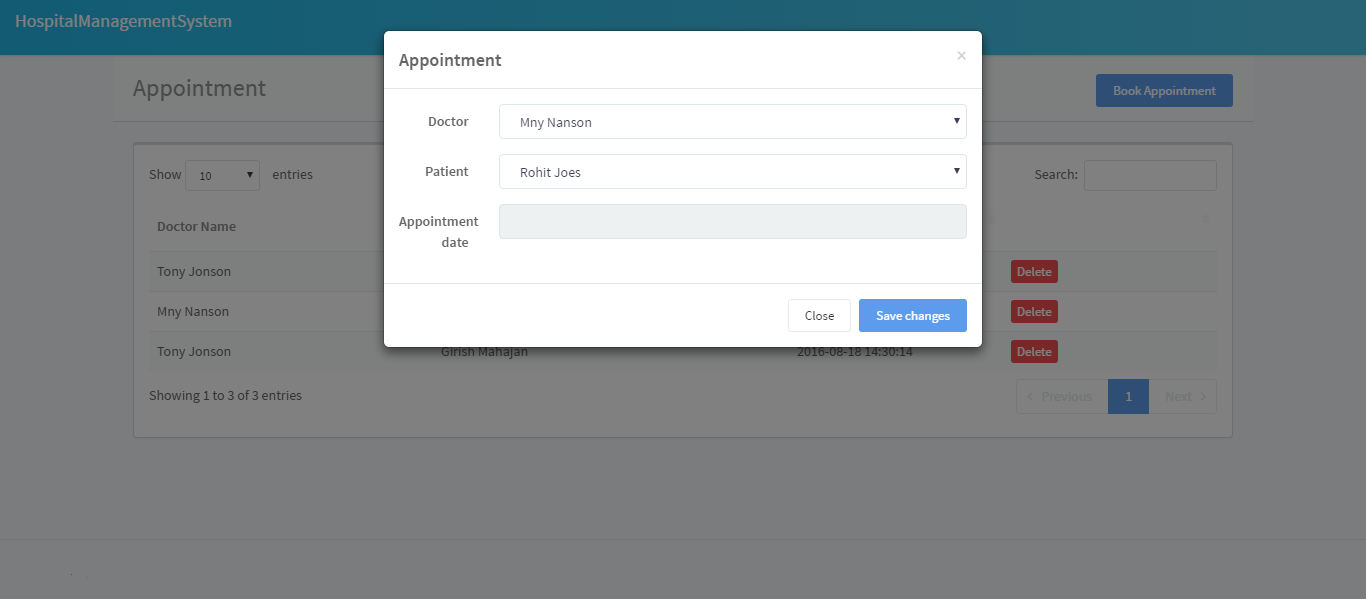 HospitalManagementSystem
Appointment
Book Appointment
Show 10 entries
Search:
Doctor Name
Tony Jonson Delete
Mny Nanson Delete
Tony Jonson Girish Mahajan 2016-08-18 14:30:14 Delete
Showing 1 to 3 of 3 entries
Previous 1 Next
Appointment ×
Doctor Mny Nanson
Patient Rohit Joes
Appointment
date
Close Save changes